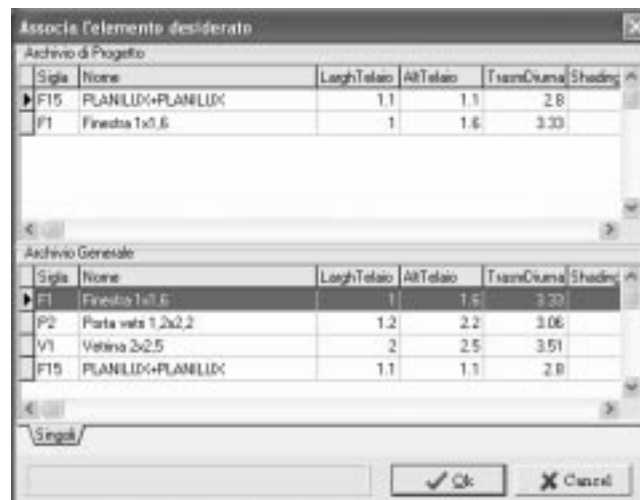 Associa l'elemento desiderato
Archivio di Progetto
Sigla Nome LarghTelaio AltTelaio TrasmDiurna Shading
F15 PLANILUX+PLANILUX 1.1 1.1 2.8
F1 Finestra 1x1,6 1 1.6 3.33
Archivio Generale
Sigla Nome LarghTelaio AltTelaio TrasmDiurna Shading
F1 Finestra 1x1,6 1 1.6 3.33
P2 Porta vetri 1,2x2,2 1.2 2.2 3.06
V1 Vetrina 2x2,5 2 2.5 3.51
F15 PLANILUX+PLANILUX 1.1 1.1 2.8
Singoli
Ok Cancel